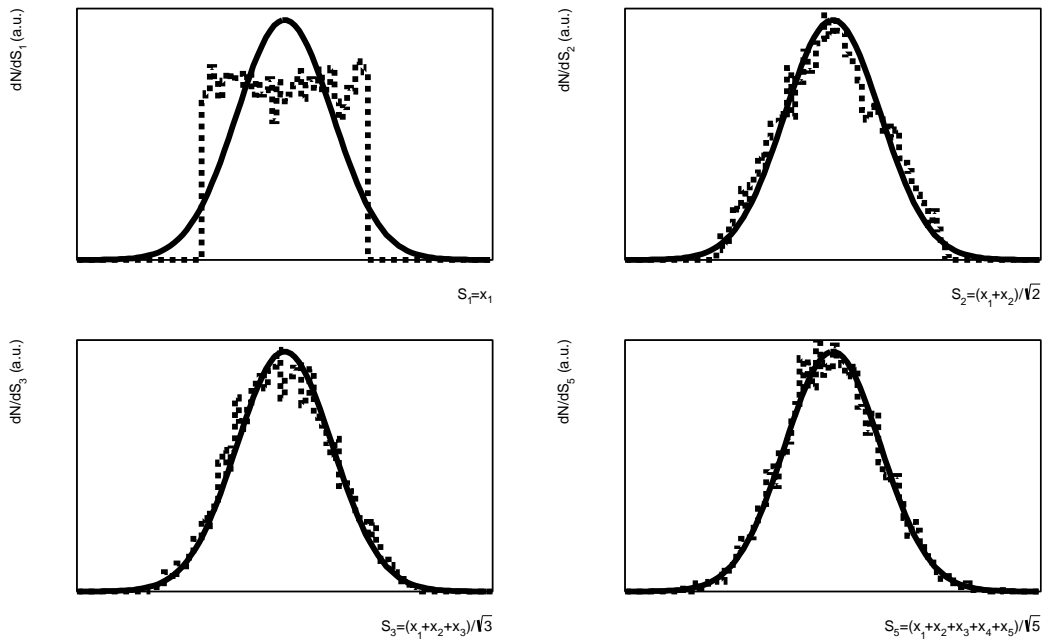 dN/dS₁ (a.u.)
S₁=x₁
dN/dS₂ (a.u.)
S₂=(x₁+x₂)/√2
dN/dS₃ (a.u.)
S₃=(x₁+x₂+x₃)/√3
dN/dS₅ (a.u.)
S₅=(x₁+x₂+x₃+x₄+x₅)/√5